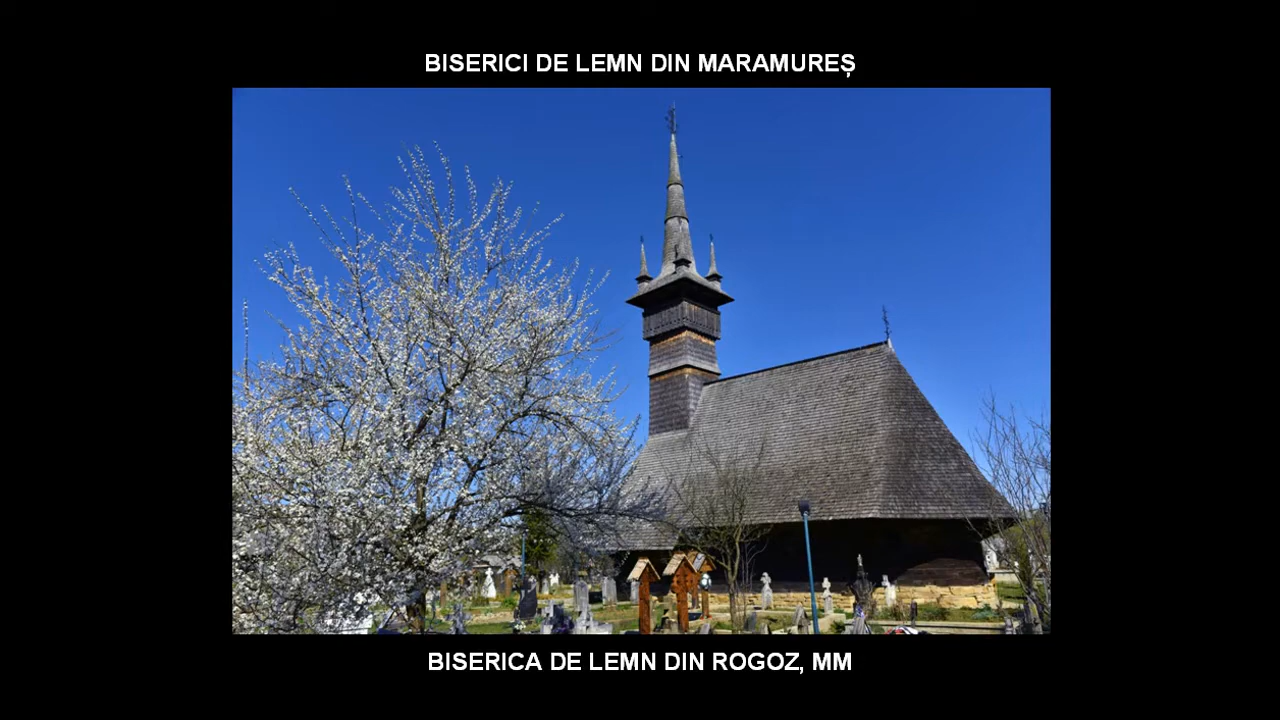 BISERICI DE LEMN DIN MARAMUREȘ
BISERICA DE LEMN DIN ROGOZ, MM